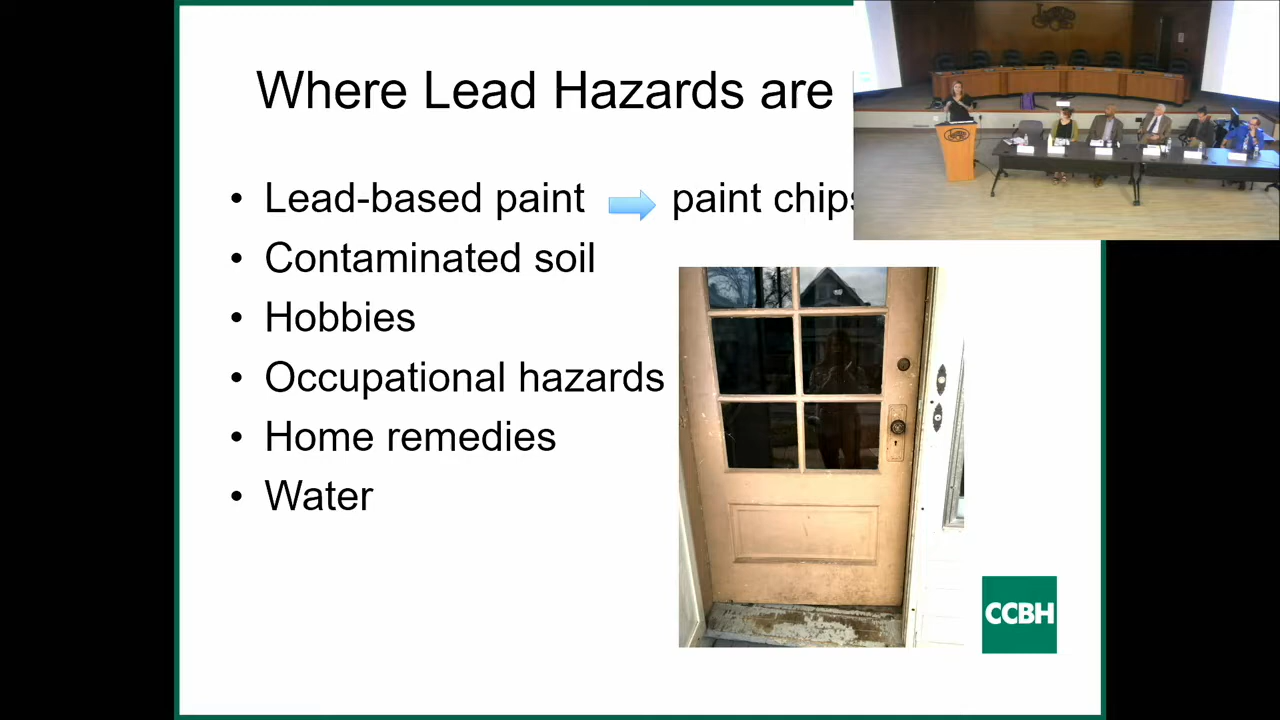 Where Lead Hazards are
• Lead-based paint paint chips
• Contaminated soil
• Hobbies
• Occupational hazards
• Home remedies
• Water
CCBH